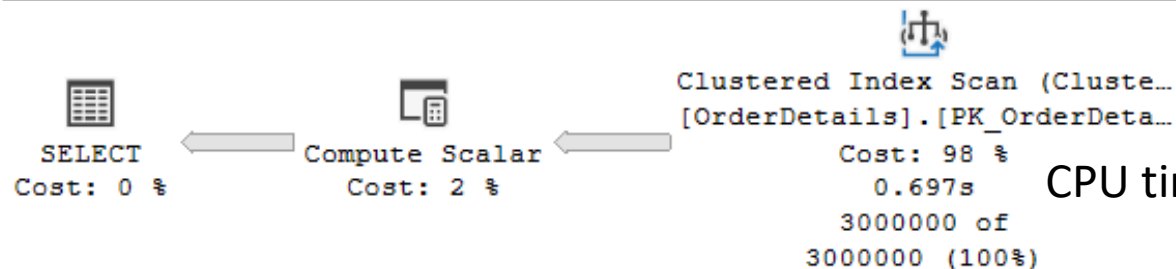 SELECT
Cost: 0 %
Compute Scalar
Cost: 2 %
Clustered Index Scan (Cluste…
[OrderDetails].[PK_OrderDeta…
Cost: 98 %
0.697s
3000000 of
3000000 (100%)
CPU